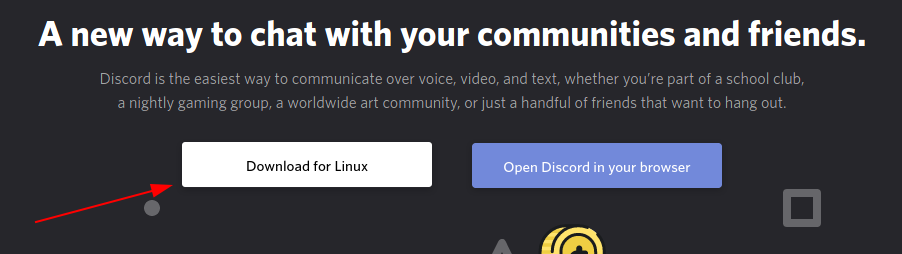 A new way to chat with your communities and friends.
Discord is the easiest way to communicate over voice, video, and text, whether you’re part of a school club,
a nightly gaming group, a worldwide art community, or just a handful of friends that want to hang out.
Download for Linux
Open Discord in your browser